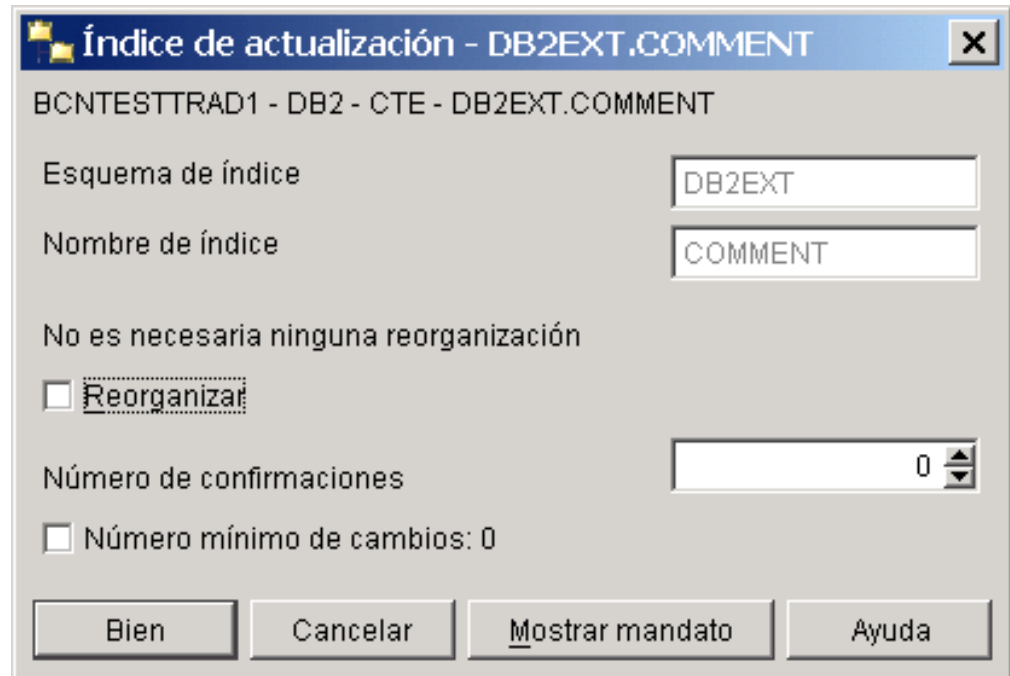 Índice de actualización - DB2EXT.COMMENT
BCNTESTTRAD1 - DB2 - CTE - DB2EXT.COMMENT
Esquema de índice DB2EXT
Nombre de índice COMMENT
No es necesaria ninguna reorganización
Reorganizar
Número de confirmaciones 0
Número mínimo de cambios: 0
Bien Cancelar Mostrar mandato Ayuda